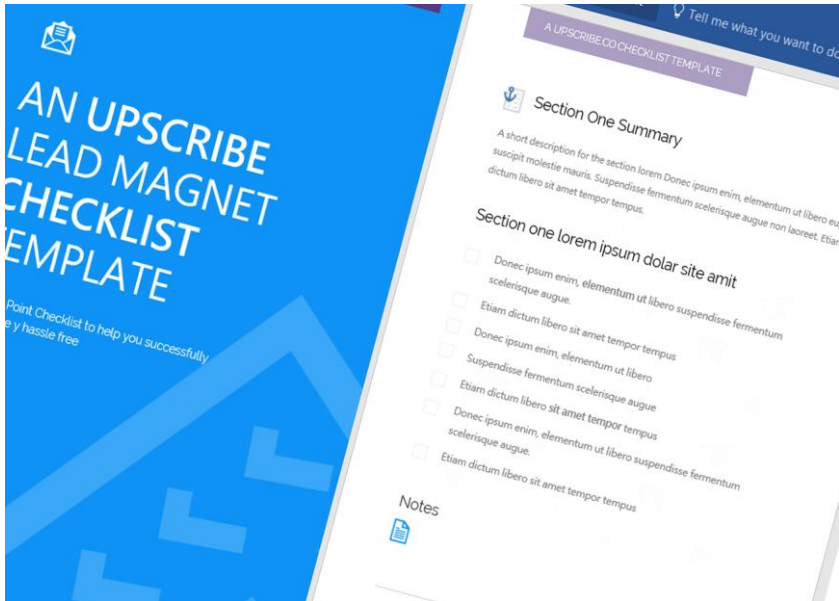 AN UPSCRIBE
LEAD MAGNET
CHECKLIST
TEMPLATE
Point Checklist to help you successfully
e y hassle free
Tell me what you want to do
A UPSCRIBE.CO CHECKLIST TEMPLATE
Section One Summary
A short description for the section lorem Donec ipsum enim, elementum ut libero eu
suscipit molestie mauris. Suspendisse fermentum scelerisque augue non laoreet. Etiam
dictum libero sit amet tempor tempus.
Section one lorem ipsum dolar site amit
Donec ipsum enim, elementum ut libero suspendisse fermentum
scelerisque augue.
Etiam dictum libero sit amet tempor tempus
Donec ipsum enim, elementum ut libero
Suspendisse fermentum scelerisque augue
Etiam dictum libero sit amet tempor tempus
Donec ipsum enim, elementum ut libero suspendisse fermentum
scelerisque augue.
Etiam dictum libero sit amet tempor tempus
Notes